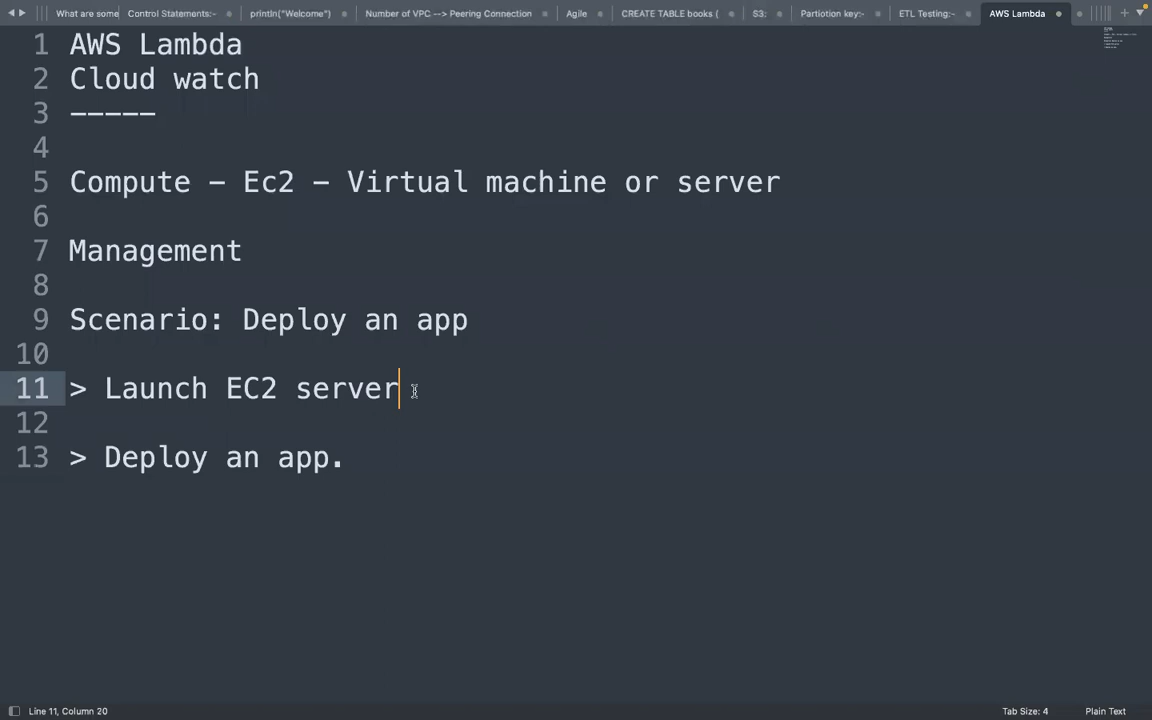 What are some
Control Statements:-
println("Welcome")
Number of VPC --> Peering Connection
Agile
CREATE TABLE books (
S3:
Partiotion key:-
ETL Testing:-
AWS Lambda
1 AWS Lambda
2 Cloud watch
3 -----
4
5 Compute - Ec2 - Virtual machine or server
6
7 Management
8
9 Scenario: Deploy an app
10
11 > Launch EC2 server
12
13 > Deploy an app.
Line 11, Column 20
Tab Size: 4
Plain Text